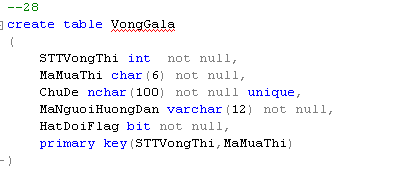 --28
create table VongGala
(
STTVongThi int  not null,
MaMuaThi char(6) not null,
ChuDe nchar(100) not null unique,
MaNguoiHuongDan varchar(12) not null,
HatDoiFlag bit not null,
primary key(STTVongThi,MaMuaThi)
)